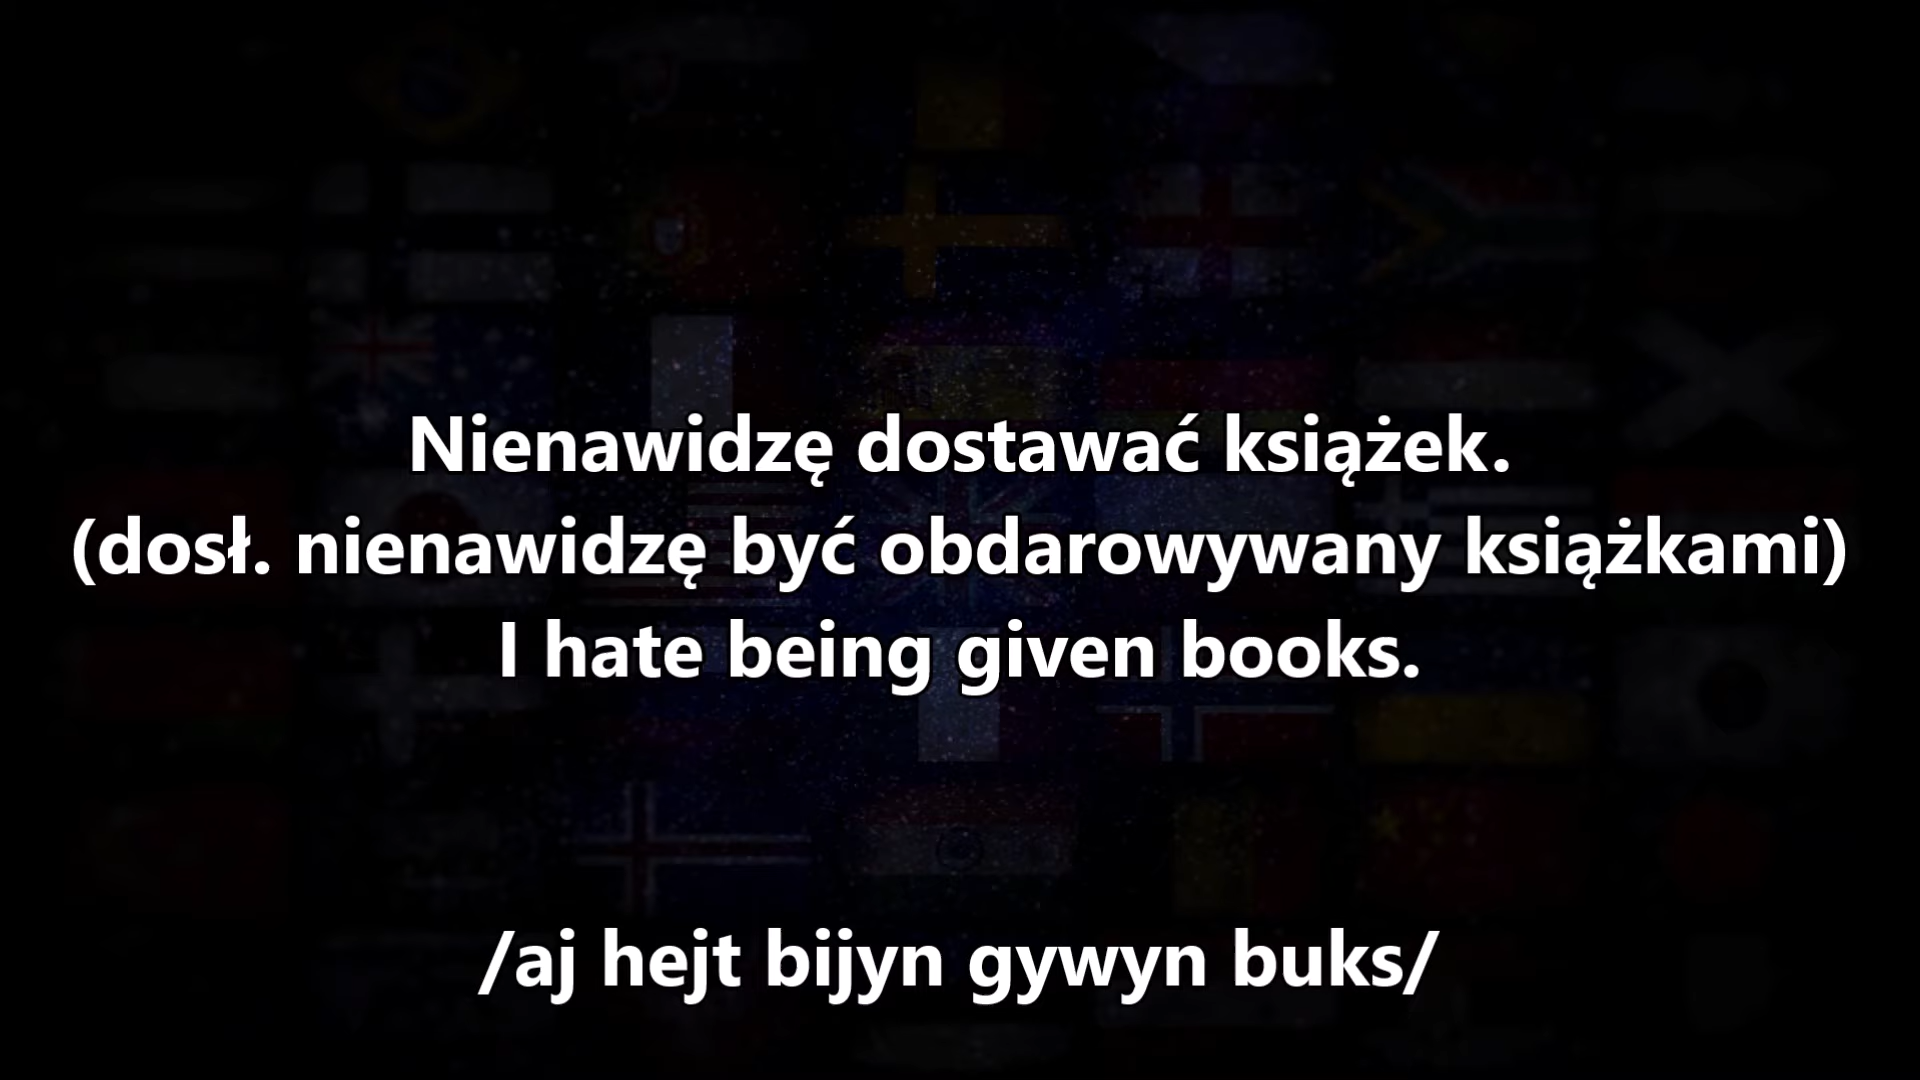 Nienawidzę dostawać książek.
(dosł. nienawidzę być obdarowywany książkami)
I hate being given books.
/aj hejt bijyn gywyn buks/